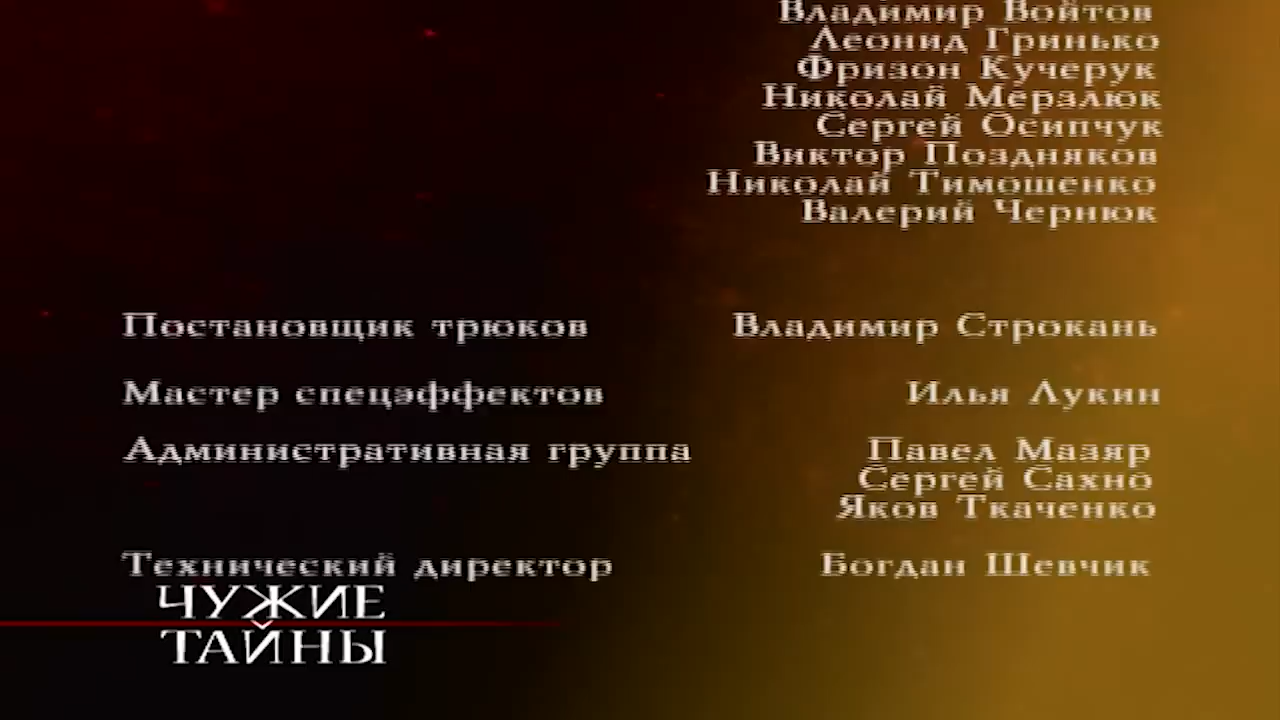 Владимир Войтов
Леонид Гринько
Фризон Кучерук
Николай Мерзлюк
Сергей Осипчук
Виктор Поздняков
Николай Тимошенко
Валерий Чернюк
Постановщик трюков Владимир Строкань
Мастер спецэффектов Илья Лукин
Административная группа Павел Мазяр
Сергей Сахно
Яков Ткаченко
Технический директор Богдан Шевчик
ЧУЖИЕ
ТАЙНЫ